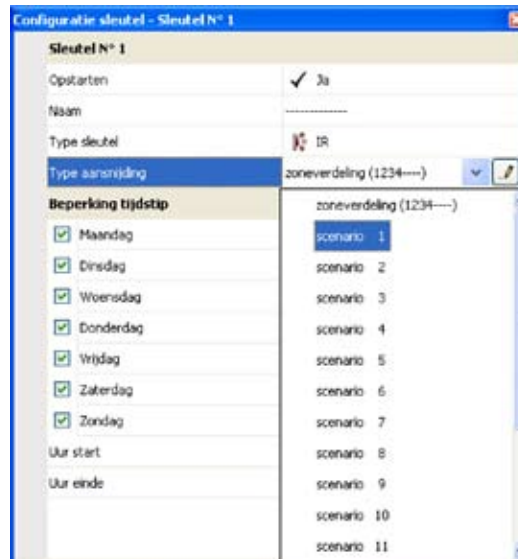 Configuratie sleutel - Sleutel N° 1
Sleutel N° 1
Opstarten Ja
Naam -------------
Type sleutel IR
Type aansnijding zoneverdeling (1234----)
Beperking tijdstip zoneverdeling (1234----)
Maandag scenario 1
Dinsdag scenario 2
Woensdag scenario 3
Donderdag scenario 4
Vrijdag scenario 5
Zaterdag scenario 6
Zondag scenario 7
Uur start scenario 8
Uur einde scenario 9
scenario 10
scenario 11